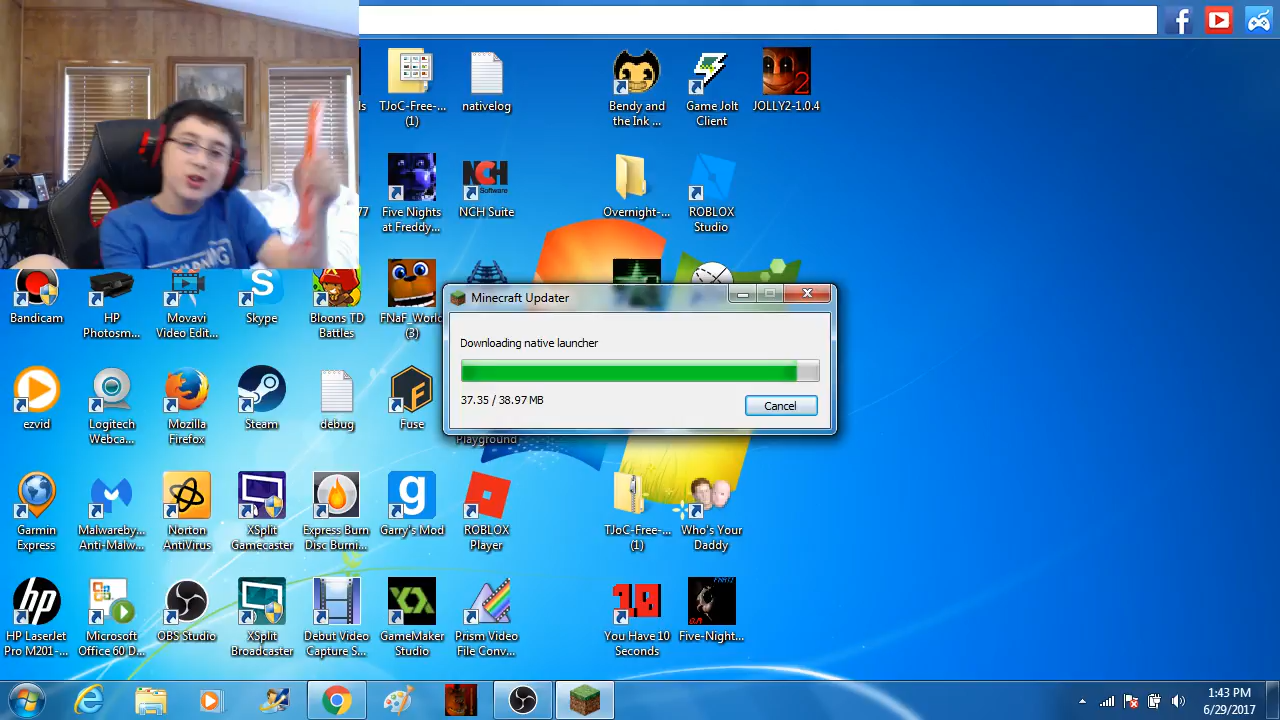 TJoC-Free-...
(1)
nativelog
Bendy and
the Ink ...
Game Jolt
Client
2
JOLLY2-1.0.4
Five Nights
at Freddy...
NCH
Software
NCH Suite
Overnight-...
ROBLOX
Studio
Bandicam
HP
Photosm...
Movavi
Video Edit...
Skype
Bloons TD
Battles
FNaF_World
(3)
Minecraft Updater
Downloading native launcher
37.35 / 38.97 MB
Cancel
ezvid
Logitech
Webca...
Mozilla
Firefox
Steam
debug
Fuse
Playground
Garmin
Express
Malwareby...
Anti-Malw...
Norton
AntiVirus
XSplit
Gamecaster
Express Burn
Disc Burni...
Garry's Mod
ROBLOX
Player
TJoC-Free-...
(1)
Who's Your
Daddy
HP LaserJet
Pro M201-...
Microsoft
Office 60 D...
OBS Studio
XSplit
Broadcaster
Debut Video
Capture S...
GameMaker
Studio
Prism Video
File Conv...
You Have 10
Seconds
Five-Night...
1:43 PM
6/29/2017